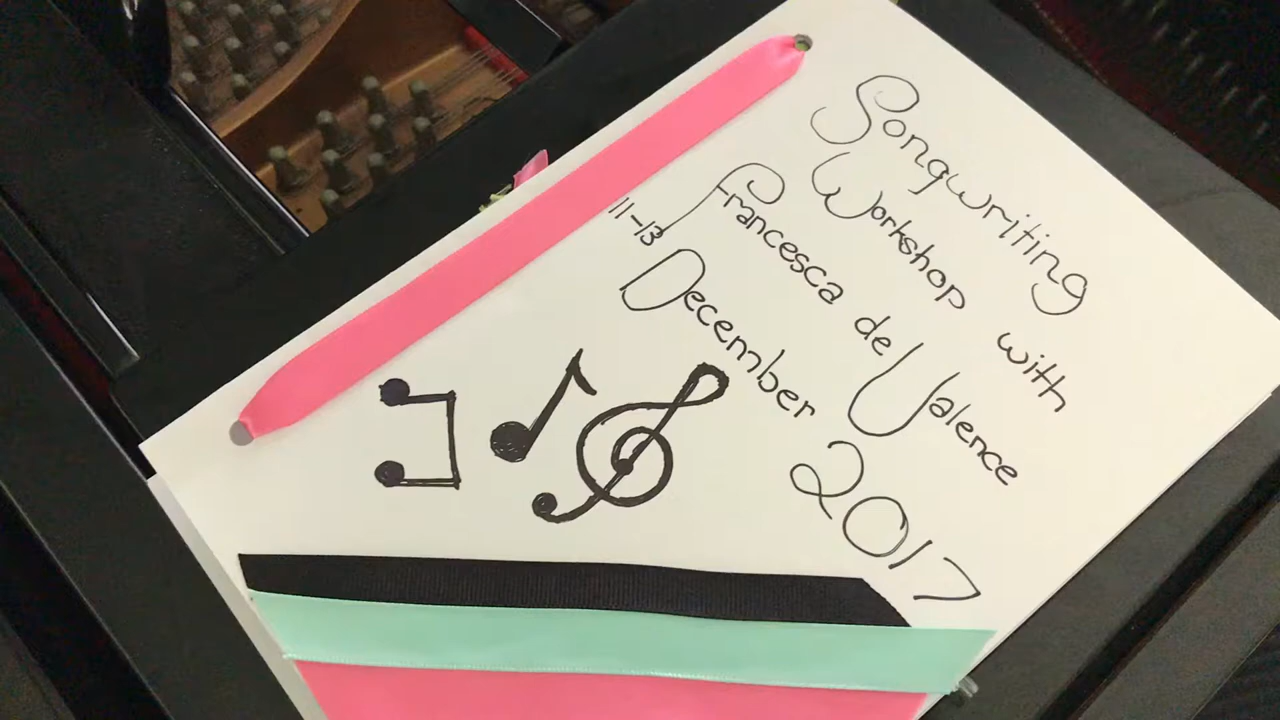 Songwriting
Workshop with
Francesca de Valence
11-13 December 2017